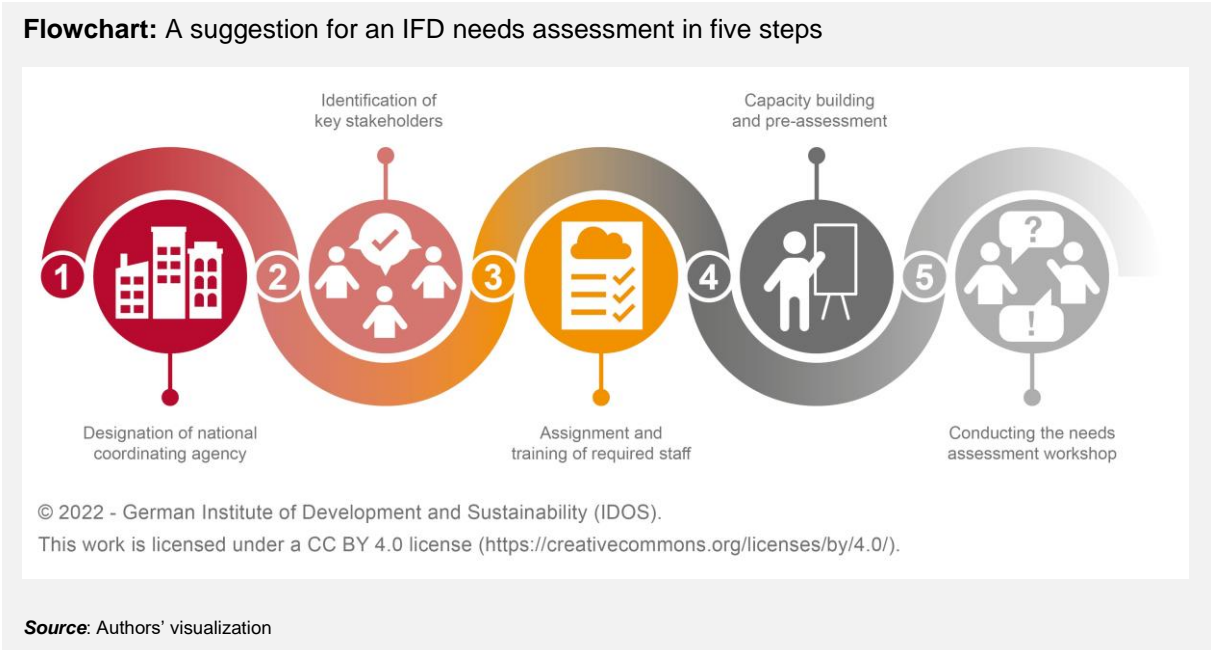 Flowchart: A suggestion for an IFD needs assessment in five steps
Identification of
key stakeholders
Capacity building
and pre-assessment
1
2
3
4
5
?
!
Designation of national
coordinating agency
Assignment and
training of required staff
Conducting the needs
assessment workshop
© 2022 - German Institute of Development and Sustainability (IDOS).
This work is licensed under a CC BY 4.0 license (https://creativecommons.org/licenses/by/4.0/).
Source: Authors’ visualization